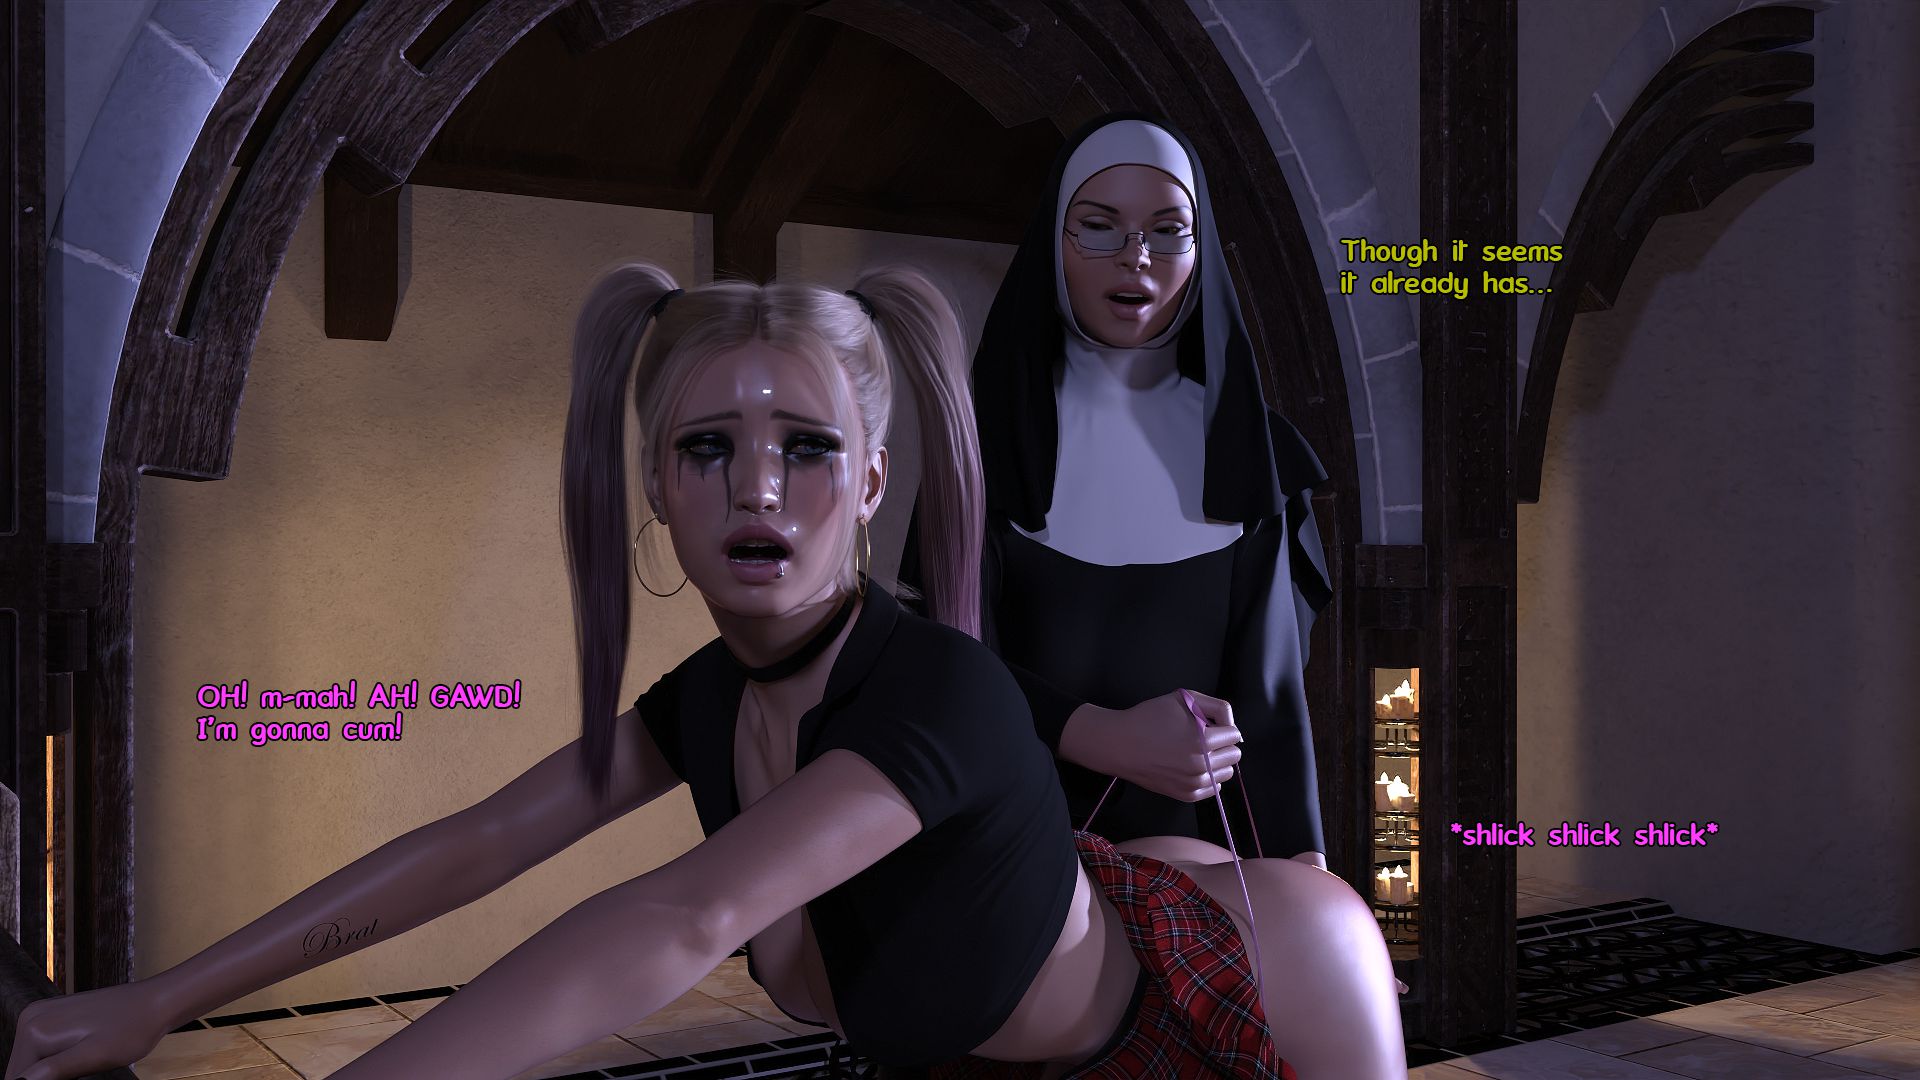 Though it seems
it already has...
OH! m-mah! AH! GAWD!
I'm gonna cum!
*shlick shlick shlick*
Brat